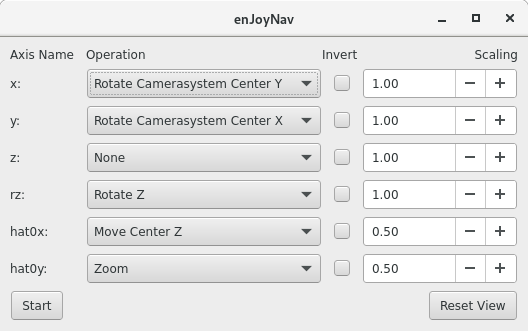 enJoyNav
Axis Name Operation Invert Scaling
x: Rotate Camerasystem Center Y 1.00 − +
y: Rotate Camerasystem Center X 1.00 − +
z: None 1.00 − +
rz: Rotate Z 1.00 − +
hat0x: Move Center Z 0.50 − +
hat0y: Zoom 0.50 − +
Start Reset View